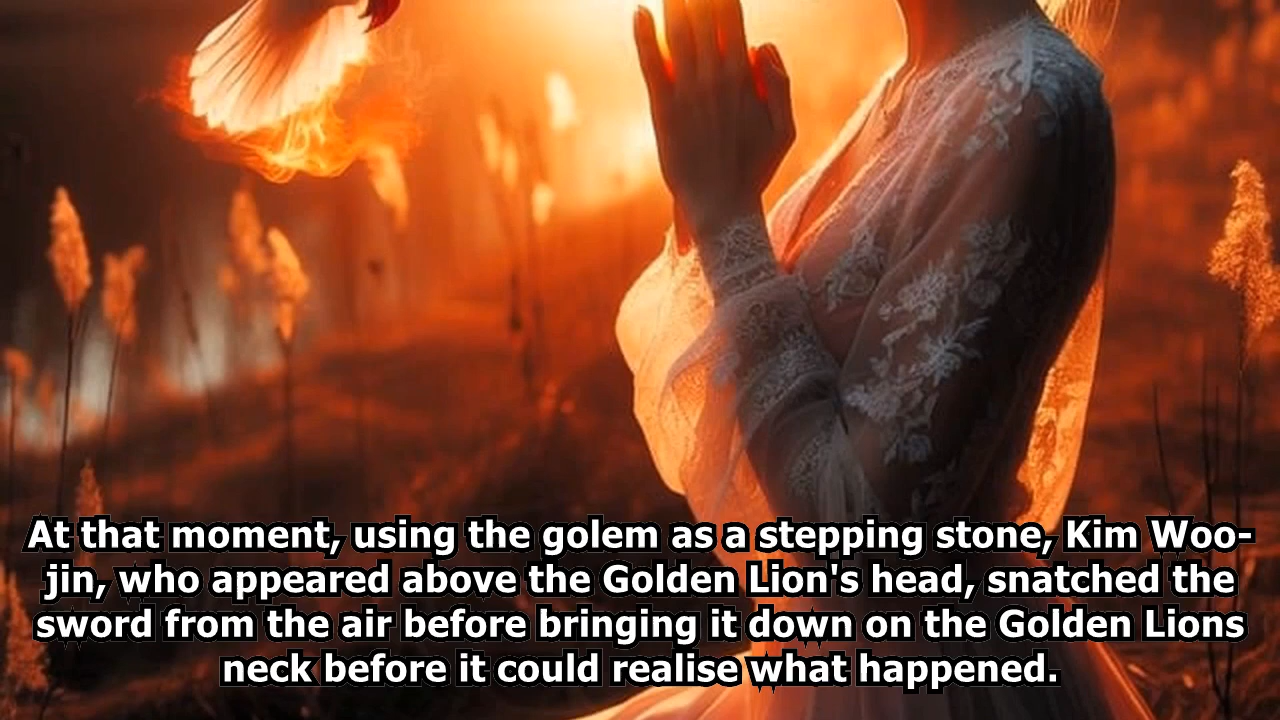 At that moment, using the golem as a stepping stone, Kim Woo-
jin, who appeared above the Golden Lion's head, snatched the
sword from the air before bringing it down on the Golden Lions
neck before it could realise what happened.